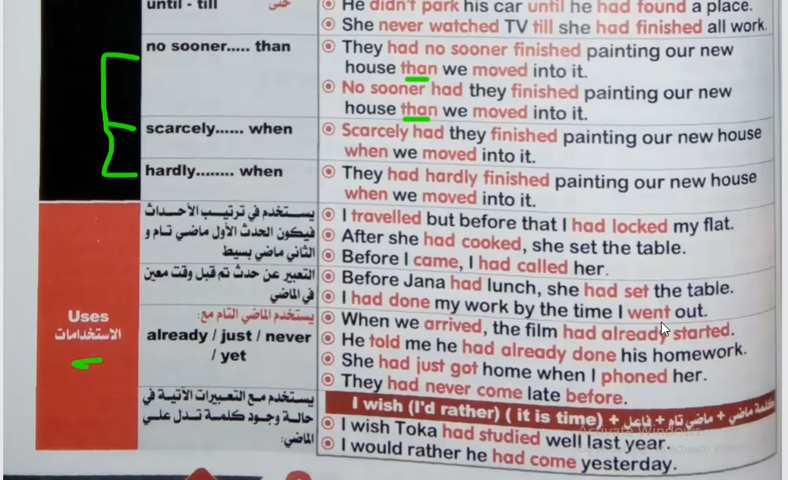 until - till حتى
He didn't park his car until he had found a place.
She never watched TV till she had finished all work.
no sooner..... than
They had no sooner finished painting our new
house than we moved into it.
No sooner had they finished painting our new
house than we moved into it.
scarcely...... when
Scarcely had they finished painting our new house
when we moved into it.
hardly........ when
They had hardly finished painting our new house
when we moved into it.
Uses
الاستخدامات
يستخدم في ترتيب الأحداث
فيكون الحدث الأول ماضي تام و
الثاني ماضي بسيط
I travelled but before that I had locked my flat.
After she had cooked, she set the table.
Before I came, I had called her.
التعبير عن حدث تم قبل وقت معين
في الماضي
Before Jana had lunch, she had set the table.
I had done my work by the time I went out.
يستخدم الماضي التام مع:
already / just / never
/ yet
When we arrived, the film had already started.
He told me he had already done his homework.
She had just got home when I phoned her.
They had never come late before.
يستخدم مع التعبيرات الآتية في
حالة وجود كلمة تدل على
الماضي:
I wish (I'd rather) ( it is time) + فاعل + ماضي تام + كلمة ماضي
I wish Toka had studied well last year.
I would rather he had come yesterday.
Activate Windows